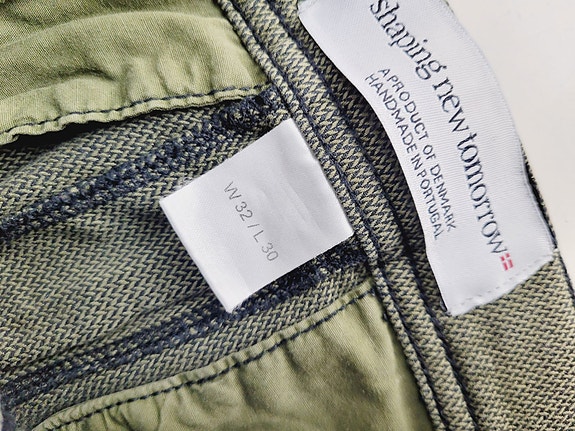 shaping new tomorrow
A PRODUCT OF DENMARK
HANDMADE IN PORTUGAL
W 32 / L 30